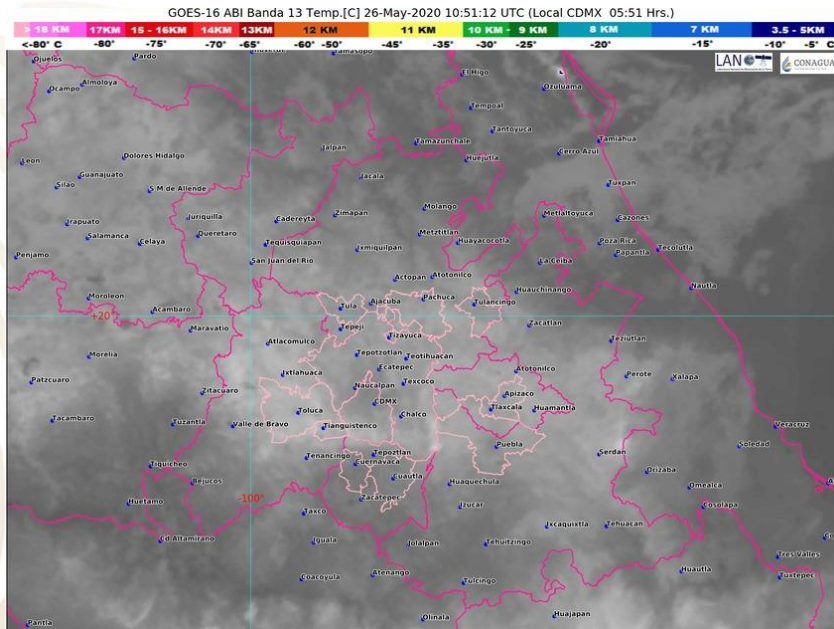 GOES-16 ABI Banda 13 Temp.[C] 26-May-2020 10:51:12 UTC (Local CDMX 05:51 Hrs.)
> 18 KM 17KM 15 - 16KM 14KM 13KM 12 KM 11 KM 10 KM - 9 KM 8 KM 7 KM 3.5 - 5KM
<-80° C -80° -70° -65° -60° -50° -40° -35° -30° -25° -20° -15° -5° C
LAN CONAGUA
Ojuelos Pardo Tamasopo
El Higo
Ocampo Almoloya Ozuluama
Tempoal
Tantoyuca
Leon Dolores Hidalgo Jalpan Tamazunchale Huejutla Cerro Azul Tamiahua
Silao Guanajuato S.M.de Allende Jacala Tuxpan
Irapuato Juriquilla Cadereyta Zimapan Molango Metlaltoyuca Cazones
Penjamo Salamanca Celaya Queretaro Tequisquiapan Ixmiquilpan Metztitlan Huayacocotla Poza Rica Papantla Tecolutla
San Juan del Rio La Ceiba
Actopan Atotonilco
Moroleon Acambaro Tula Ajacuba Pachuca Tulancingo Huauchinango Nautla
+20°
Maravatio Tepeji Tizayuca Zacatlan
Morelia Atlacomulco Tepotzotlan Teotihuacan Teziutlan
Patzcuaro Ixtlahuaca Ecatepec Atotonilco Perote Xalapa
Zitacuaro Naucalpan Texcoco Apizaco
Tacambaro Tuzantla Valle de Bravo Toluca CDMX Chalco Tlaxcala Huamantla Veracruz
Tianguistenco
Puebla Soledad
Tiquicheo Tenancingo Tepoztlan Cuernavaca Serdan
Bejucos Cuautla Huaquechula Orizaba Omealca
-100°
Huetamo Taxco Zacatepec Izcar Cosolapa
Cd.Altamirano Iguala Jolalpan Tehuitzingo Ixcaquixtla Tehuacan
Tres Valles
Coacoyula Atenango Tulcingo Huautla Tuxtepec
Pantla Olinala Huajapan